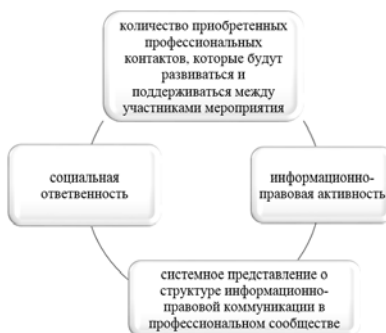 количество приобретенных
профессиональных
контактов, которые будут
развиваться и
поддерживаться между
участниками мероприятия
социальная
ответственность
информационно-
правовая активность
системное представление о
структуре информационно-
правовой коммуникации в
профессиональном сообществе